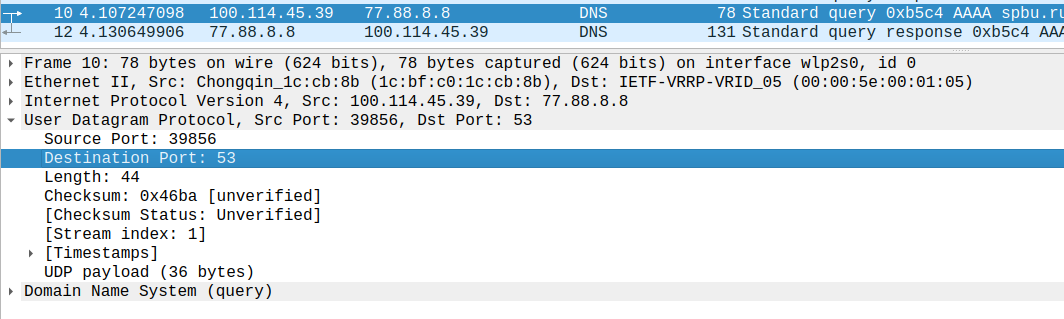 10 4.107247098 100.114.45.39 77.88.8.8 DNS 78 Standard query 0xb5c4 AAAA spbu.ru
12 4.130649906 77.88.8.8 100.114.45.39 DNS 131 Standard query response 0xb5c4 AAA
Frame 10: 78 bytes on wire (624 bits), 78 bytes captured (624 bits) on interface wlp2s0, id 0
Ethernet II, Src: Chongqin_1c:cb:8b (1c:bf:c0:1c:cb:8b), Dst: IETF-VRRP-VRID_05 (00:00:5e:00:01:05)
Internet Protocol Version 4, Src: 100.114.45.39, Dst: 77.88.8.8
User Datagram Protocol, Src Port: 39856, Dst Port: 53
Source Port: 39856
Destination Port: 53
Length: 44
Checksum: 0x46ba [unverified]
[Checksum Status: Unverified]
[Stream index: 1]
[Timestamps]
UDP payload (36 bytes)
Domain Name System (query)